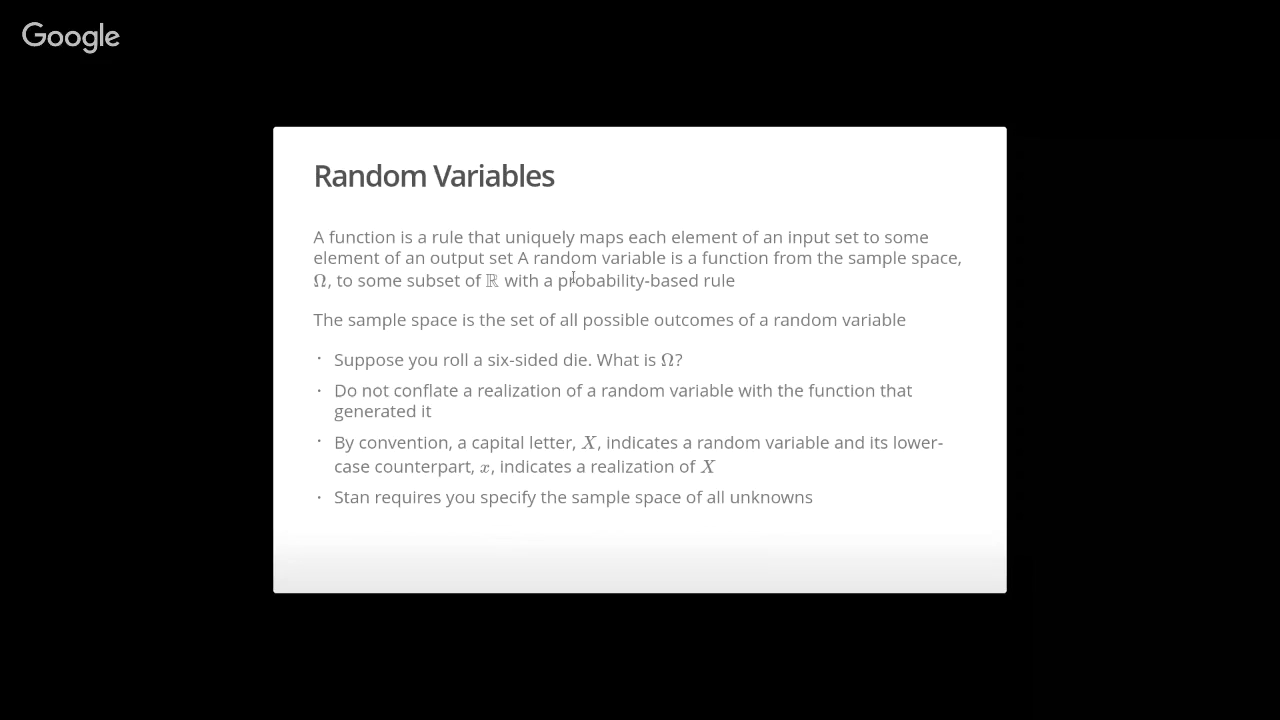 Google
Random Variables
A function is a rule that uniquely maps each element of an input set to some
element of an output set A random variable is a function from the sample space,
Ω, to some subset of ℝ with a probability-based rule
The sample space is the set of all possible outcomes of a random variable
· Suppose you roll a six-sided die. What is Ω?
· Do not conflate a realization of a random variable with the function that
generated it
· By convention, a capital letter, X, indicates a random variable and its lower-
case counterpart, x, indicates a realization of X
· Stan requires you specify the sample space of all unknowns